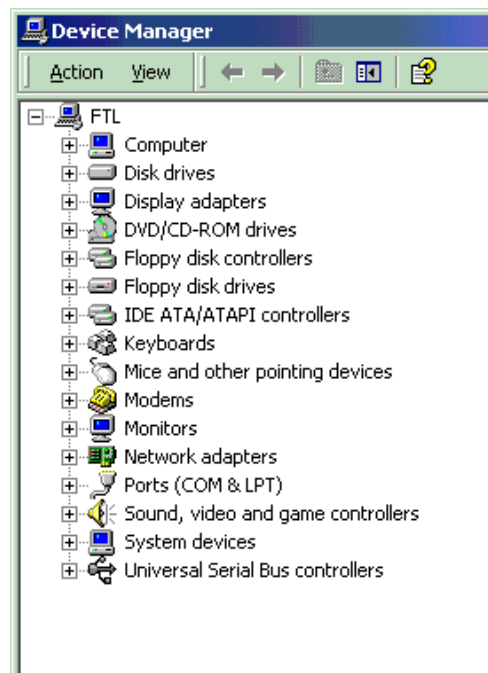 Device Manager
Action View
FTL
Computer
Disk drives
Display adapters
DVD/CD-ROM drives
Floppy disk controllers
Floppy disk drives
IDE ATA/ATAPI controllers
Keyboards
Mice and other pointing devices
Modems
Monitors
Network adapters
Ports (COM & LPT)
Sound, video and game controllers
System devices
Universal Serial Bus controllers